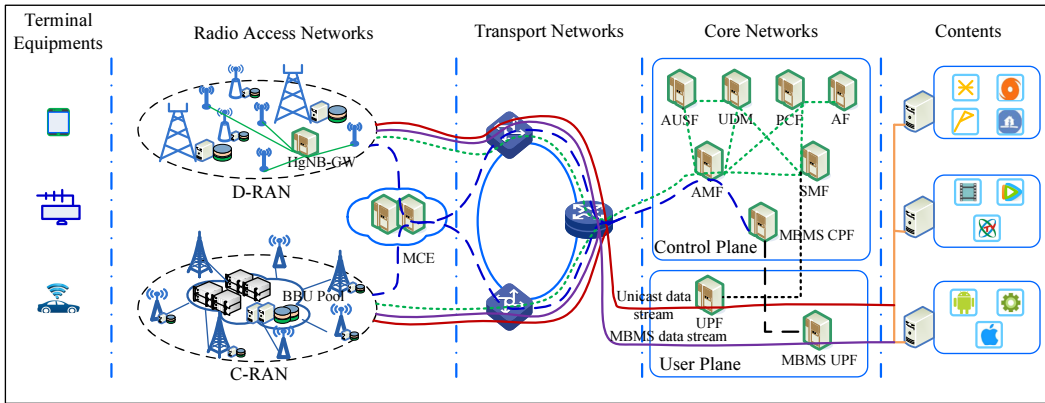 Terminal
Equipments
Radio Access Networks
Transport Networks
Core Networks
Contents
AUSF
UDM
PCF
AF
HgNB-GW
D-RAN
AMF
SMF
MBMS CPF
Control Plane
MCE
BBU Pool
Unicast data
stream
UPF
MBMS data stream
User Plane
MBMS UPF
C-RAN